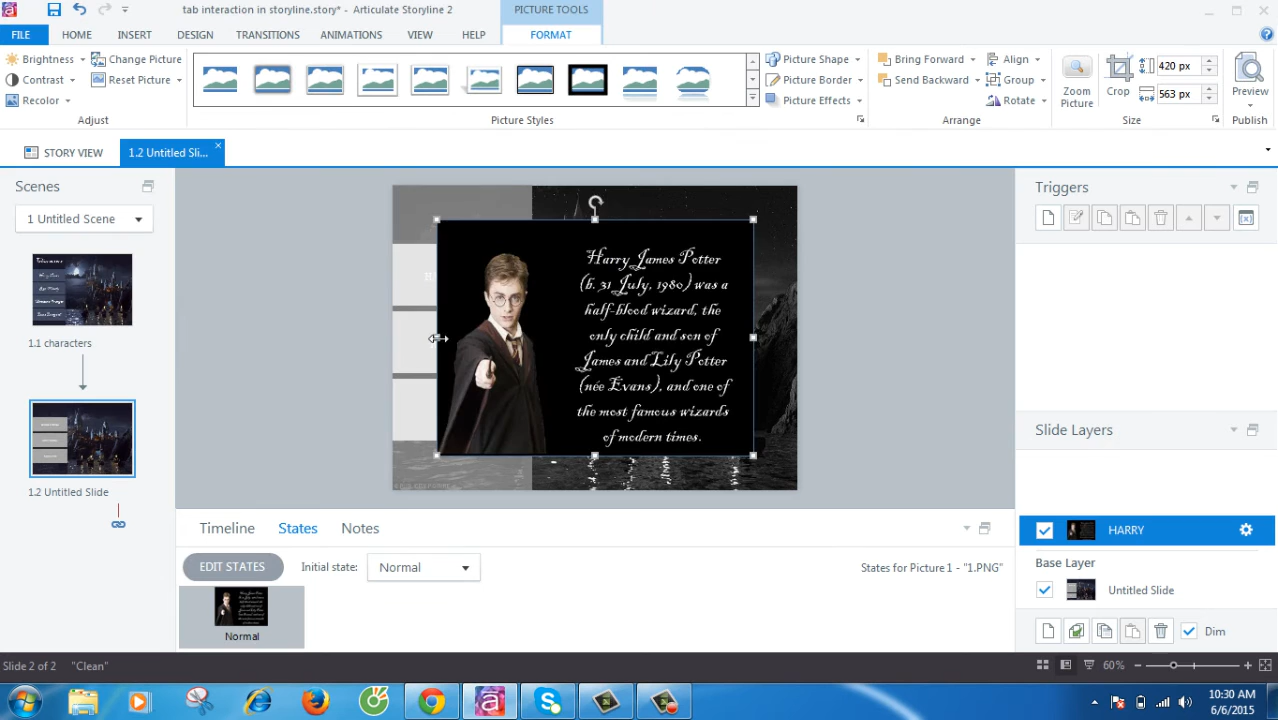 tab interaction in storyline.story* - Articulate Storyline 2
PICTURE TOOLS
FILE HOME INSERT DESIGN TRANSITIONS ANIMATIONS VIEW HELP FORMAT
Brightness Change Picture
Contrast Reset Picture
Recolor
Adjust
Picture Styles
Picture Shape
Picture Border
Picture Effects
Bring Forward Align
Send Backward Group
Rotate
Arrange
Zoom Picture
Crop
420 px
563 px
Size
Preview
Publish
STORY VIEW
1.2 Untitled Sli...
Scenes
1 Untitled Scene
1.1 characters
1.2 Untitled Slide
Harry James Potter
(b. 31 July, 1980) was a
half-blood wizard, the
only child and son of
James and Lily Potter
(née Evans), and one of
the most famous wizards
of modern times.
Triggers
Slide Layers
HARRY
Base Layer
Untitled Slide
Dim
Timeline States Notes
EDIT STATES Initial state: Normal
States for Picture 1 - "1.PNG"
Normal
Slide 2 of 2 "Clean"
60%
10:30 AM
6/6/2015